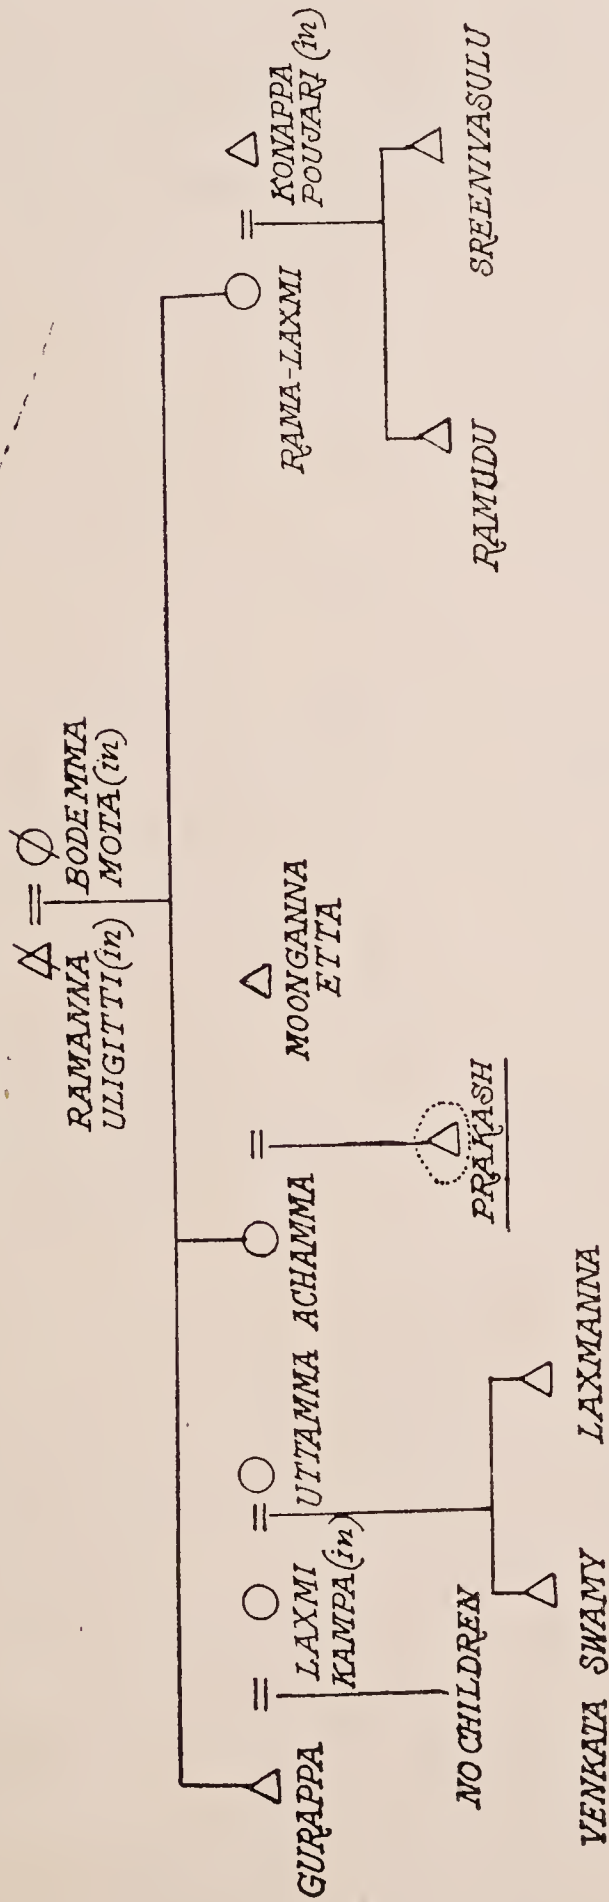 RAMANNA
ULIGITTI (in)
BODEMMA
MOTA (in)
GURAPPA
LAXMI
KAMPA (in)
UTTAMMA
ACHAMMA
MOONGANNA
ETTA
RAMA-LAXMI
KONAPPA
POUJARI (in)
NO CHILDREN
PRAKASH
RAMUDU
SREENIVASULU
VENKATA SWAMY
LAXMANNA